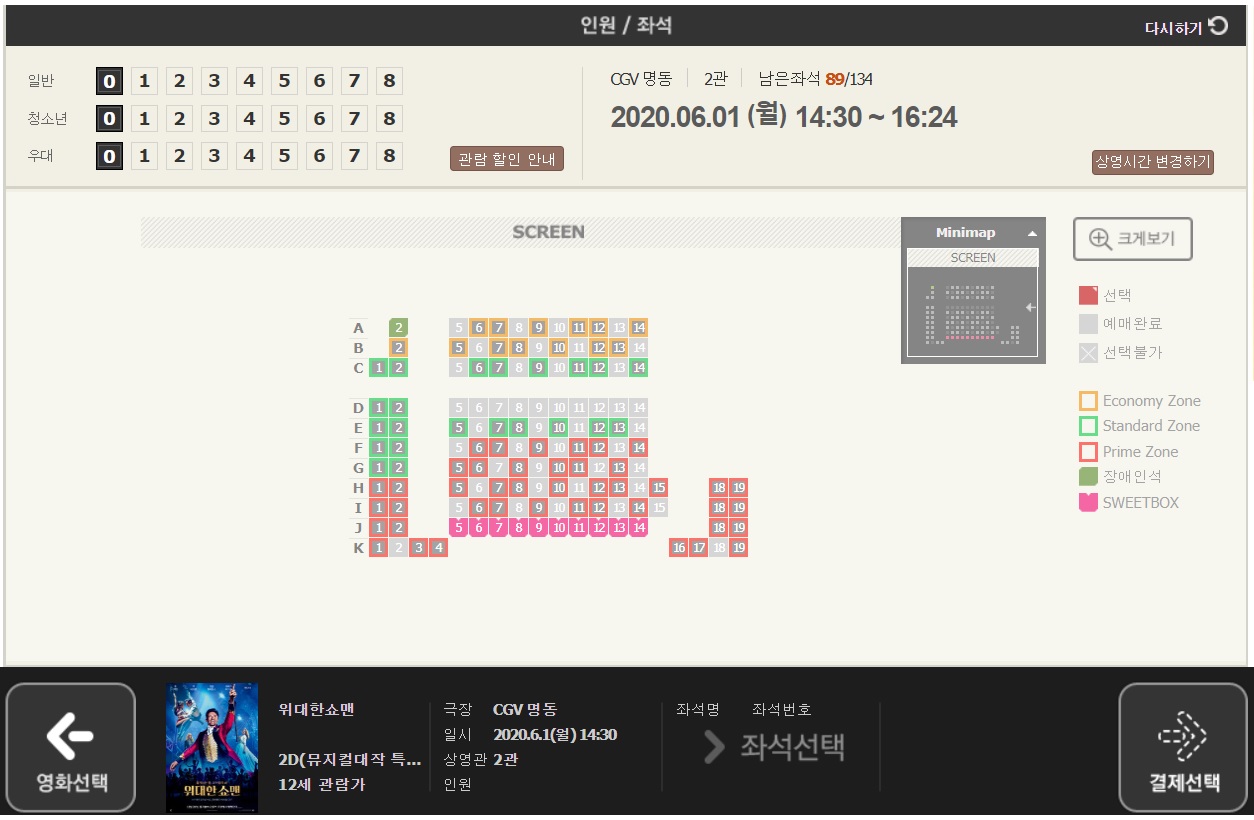 인원 / 좌석
다시하기
일반 0 1 2 3 4 5 6 7 8
청소년 0 1 2 3 4 5 6 7 8
우대 0 1 2 3 4 5 6 7 8
관람 할인 안내
CGV 명동 2관 남은좌석 89/134
2020.06.01 (월) 14:30 ~ 16:24
상영시간 변경하기
SCREEN
Minimap
SCREEN
크게보기
선택
예매완료
선택불가
Economy Zone
Standard Zone
Prime Zone
장애인석
SWEETBOX
A 2 5 6 7 8 9 10 11 12 13 14
B 2 5 6 7 8 9 10 11 12 13 14
C 1 2 5 6 7 8 9 10 11 12 13 14
D 1 2 5 6 7 8 9 10 11 12 13 14
E 1 2 5 6 7 8 9 10 11 12 13 14
F 1 2 5 6 7 8 9 10 11 12 13 14
G 1 2 5 6 7 8 9 10 11 12 13 14
H 1 2 5 6 7 8 9 10 11 12 13 14 15 18 19
I 1 2 5 6 7 8 9 10 11 12 13 14 15 18 19
J 1 2 5 6 7 8 9 10 11 12 13 14 18 19
K 1 2 3 4 16 17 18 19
영화선택
위대한 쇼맨
위대한쇼맨
2D(뮤지컬대작 특...
12세 관람가
극장 CGV 명동
일시 2020.6.1(월) 14:30
상영관 2관
인원
좌석명 좌석번호
좌석선택
결제선택